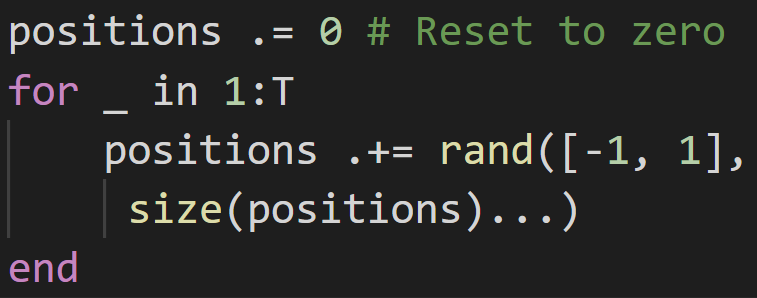 positions .= 0 # Reset to zero
for _ in 1:T
    positions .+= rand([-1, 1],
     size(positions)...)
end